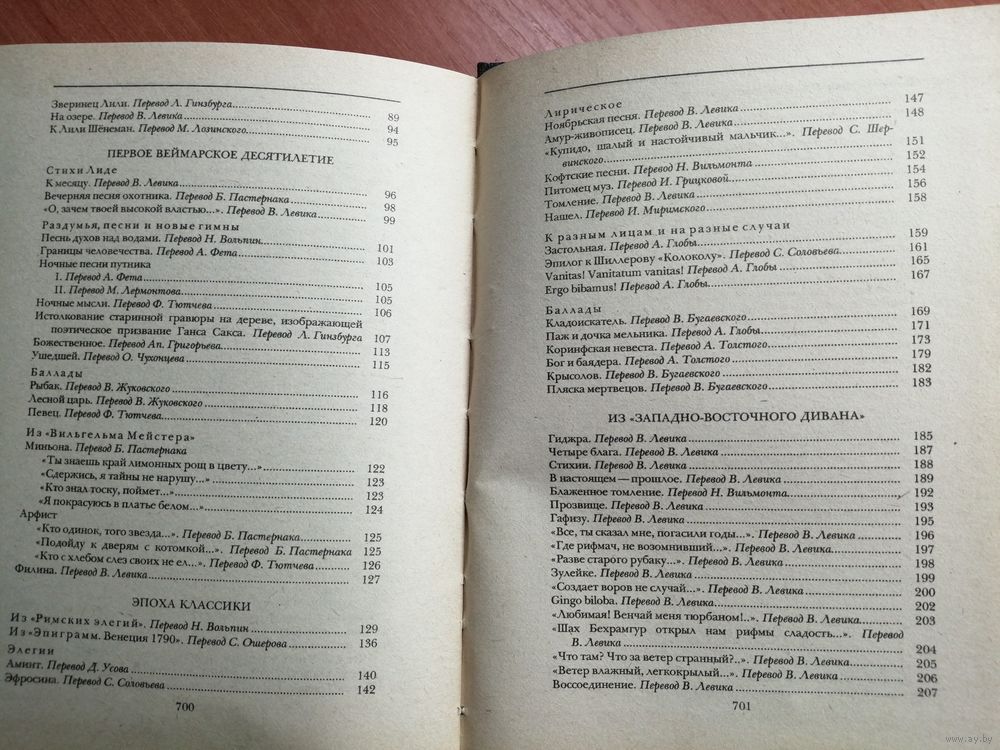 Зверинец Лили. Перевод Л. Гинзбурга 89
На озере. Перевод В. Левика 94
К Лили Шёнеман. Перевод М. Лозинского 95
ПЕРВОЕ ВЕЙМАРСКОЕ ДЕСЯТИЛЕТИЕ
Стихи Лиде
К месяцу. Перевод В. Левика 96
Вечерняя песня охотника. Перевод Б. Пастернака 98
«О, зачем твоей высокой властью...». Перевод В. Левика 99
Раздумья, песни и новые гимны
Песнь духов над водами. Перевод Н. Вольпин 101
Границы человечества. Перевод А. Фета 103
Ночные песни путника
I. Перевод А. Фета 105
II. Перевод М. Лермонтова 105
Ночные мысли. Перевод Ф. Тютчева 106
Истолкование старинной гравюры на дереве, изображающей
поэтическое призвание Ганса Сакса. Перевод Л. Гинзбурга 107
Божественное. Перевод Ап. Григорьева 113
Ушедшей. Перевод О. Чухонцева 115
Баллады
Рыбак. Перевод В. Жуковского 116
Лесной царь. Перевод В. Жуковского 118
Певец. Перевод Ф. Тютчева 120
Из «Вильгельма Мейстера»
Миньона. Перевод Б. Пастернака
«Ты знаешь край лимонных рощ в цвету...» 122
«Сдержись, я тайны не нарушу...» 123
«Кто знал тоску, поймет...» 123
«Я покрасуюсь в платье белом...» 124
Арфист
«Кто одинок, того звезда...». Перевод Б. Пастернака 125
«Подойду к дверям с котомкой...». Перевод Б. Пастернака 125
«Кто с хлебом слез своих не ел...». Перевод Ф. Тютчева 126
Филина. Перевод В. Левика 127
ЭПОХА КЛАССИКИ
Из «Римских элегий». Перевод Н. Вольпин 129
Из «Эпиграмм. Венеция 1790». Перевод С. Ошерова 136
Элегии
Аминт. Перевод Д. Усова 140
Эфросина. Перевод С. Соловьева 142
700
Лирическое
Ноябрьская песня. Перевод В. Левика 147
Амур-живописец. Перевод В. Левика 148
«Купидо, шалый и настойчивый мальчик...». Перевод С. Шер-
винского 151
Кофтские песни. Перевод Н. Вильмонта 152
Питомец муз. Перевод И. Грицковой 154
Томление. Перевод В. Левика 156
Нашел. Перевод И. Миримского 158
К разным лицам и на разные случаи
Застольная. Перевод А. Глобы 159
Эпилог к Шиллерову «Колоколу». Перевод С. Соловьева 161
Vanitas! Vanitatum vanitas! Перевод А. Глобы 165
Ergo bibamus! Перевод А. Глобы 167
Баллады
Кладоискатель. Перевод В. Бугаевского 169
Паж и дочка мельника. Перевод А. Глобы 171
Коринфская невеста. Перевод А. Толстого 173
Бог и баядера. Перевод А. Толстого 179
Крысолов. Перевод В. Бугаевского 182
Пляска мертвецов. Перевод В. Бугаевского 183
ИЗ «ЗАПАДНО-ВОСТОЧНОГО ДИВАНА»
Гиджра. Перевод В. Левика 185
Четыре блага. Перевод В. Левика 187
Стихии. Перевод В. Левика 188
В настоящем — прошлое. Перевод В. Левика 189
Блаженное томление. Перевод Н. Вильмонта 192
Прозвище. Перевод В. Левика 193
Гафизу. Перевод В. Левика 195
«Все, ты сказал мне, погасили годы...». Перевод В. Левика 196
«Где рифмач, не возомнивший...». Перевод В. Левика 197
«Разве старого рубаку...». Перевод В. Левика 198
Зулейке. Перевод В. Левика 199
«Создает воров не случай...». Перевод В. Левика 200
Gingo biloba. Перевод В. Левика 202
«Любимая! Венчай меня тюрбаном!..». Перевод В. Левика 203
«Шах Бехрамгур открыл нам рифмы сладость...». Перевод
В. Левика 204
«Что там? Что за ветер странный?..». Перевод В. Левика 205
«Ветер влажный, легкокрылый...». Перевод В. Левика 206
Воссоединение. Перевод В. Левика 207
701
© www.ay.by